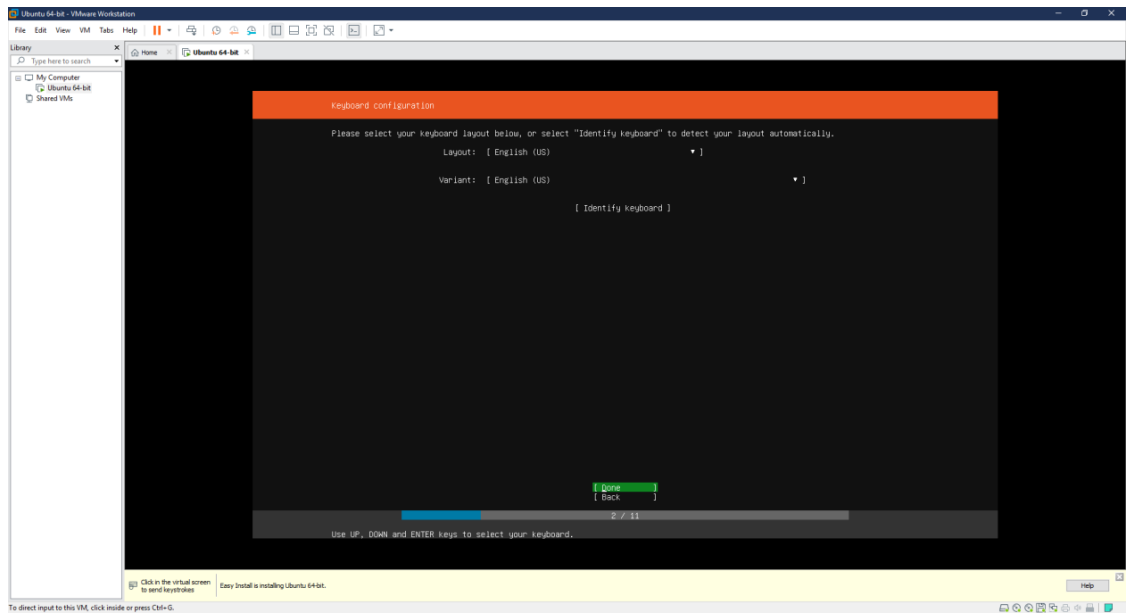 Ubuntu 64-bit - VMware Workstation
File Edit View VM Tabs Help
Library
Type here to search
My Computer
Ubuntu 64-bit
Shared VMs
Home
Ubuntu 64-bit
Keyboard configuration
Please select your keyboard layout below, or select "Identify keyboard" to detect your layout automatically.
Layout: [ English (US) ▾ ]
Variant: [ English (US) ▾ ]
[ Identify keyboard ]
[ Done ]
[ Back ]
2 / 11
Use UP, DOWN and ENTER keys to select your keyboard.
Click in the virtual screen
to send keystrokes
Easy Install is installing Ubuntu 64-bit.
Help
To direct input to this VM, click inside or press Ctrl+G.